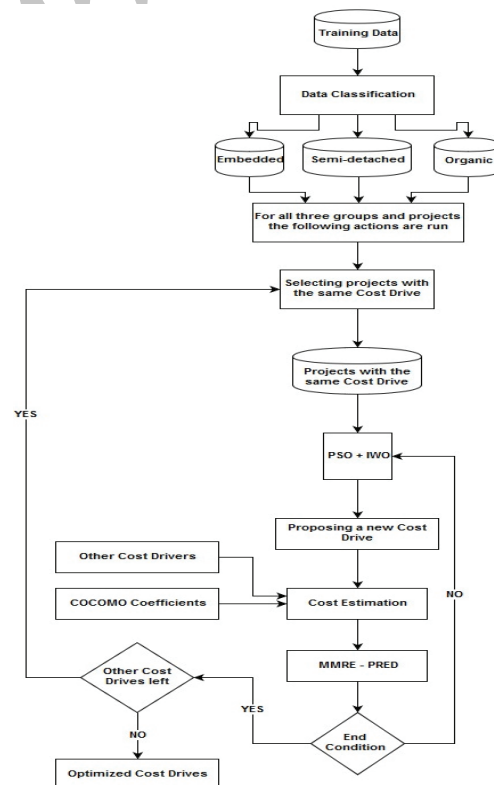 Training Data
Data Classification
Embedded
Semi-detached
Organic
For all three groups and projects
the following actions are run
Selecting projects with
the same Cost Drive
Projects with the
same Cost Drive
YES
PSO + IWO
Proposing a new Cost
Drive
Other Cost Drivers
COCOMO Coefficients
Cost Estimation
NO
MMRE - PRED
Other Cost
Drives left
YES
End
Condition
NO
Optimized Cost Drives